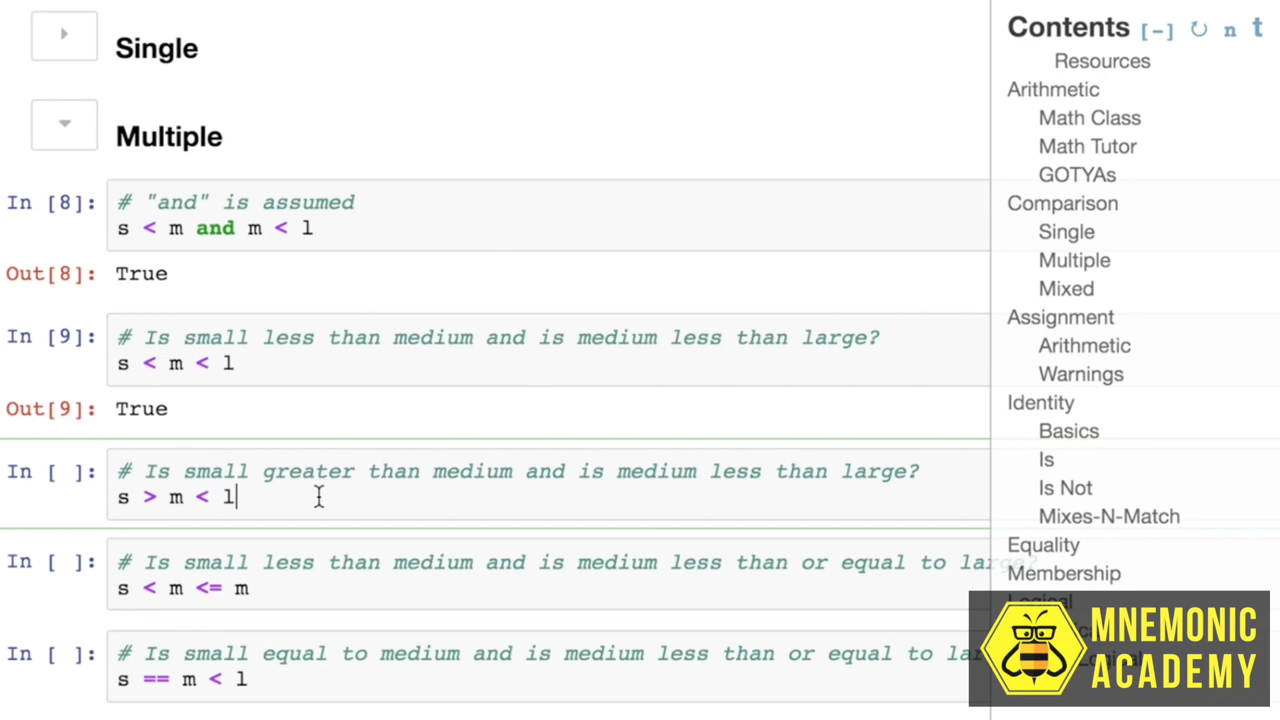 Single
Multiple
In [8]:
# "and" is assumed
s < m and m < l
Out[8]:
True
In [9]:
# Is small less than medium and is medium less than large?
s < m < l
Out[9]:
True
In [ ]:
# Is small greater than medium and is medium less than large?
s > m < l
In [ ]:
# Is small less than medium and is medium less than or equal to large?
s < m <= m
In [ ]:
# Is small equal to medium and is medium less than or equal to
s == m < l
Contents [-] n t
Resources
Arithmetic
Math Class
Math Tutor
GOTYAs
Comparison
Single
Multiple
Mixed
Assignment
Arithmetic
Warnings
Identity
Basics
Is
Is Not
Mixes-N-Match
Equality
Membership
Logical
MNEMONIC
ACADEMY